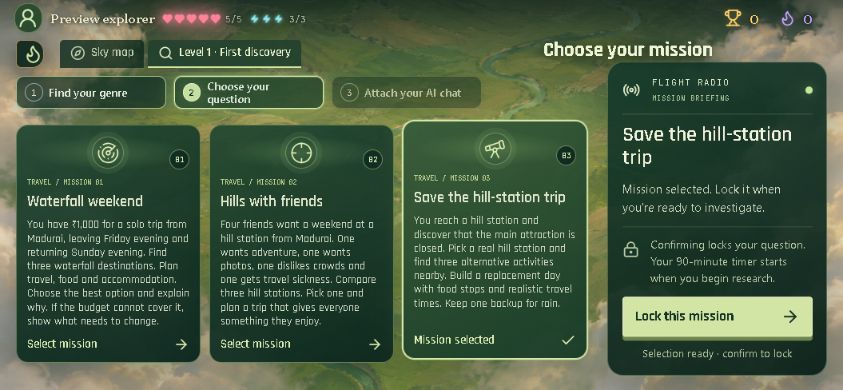 Preview explorer 5/5 3/3 0 0
Sky map
Level 1 · First discovery
Choose your mission
1 Find your genre
2 Choose your
question
3 Attach your AI chat
01
TRAVEL / MISSION 01
Waterfall weekend
You have ₹1,000 for a solo trip from
Madurai, leaving Friday evening and
returning Sunday evening. Find
three waterfall destinations. Plan
travel, food and accommodation.
Choose the best option and explain
why. If the budget cannot cover it,
show what needs to change.
Select mission
02
TRAVEL / MISSION 02
Hills with friends
Four friends want a weekend at a
hill station from Madurai. One
wants adventure, one wants
photos, one dislikes crowds and
one gets travel sickness. Compare
three hill stations. Pick one and
plan a trip that gives everyone
something they enjoy.
Select mission
03
TRAVEL / MISSION 03
Save the hill-station trip
You reach a hill station and
discover that the main attraction is
closed. Pick a real hill station and
find three alternative activities
nearby. Build a replacement day
with food stops and realistic travel
times. Keep one backup for rain.
Mission selected
FLIGHT RADIO
MISSION BRIEFING
Save the hill-station
trip
Mission selected. Lock it when
you're ready to investigate.
Confirming locks your question.
Your 90-minute timer starts
when you begin research.
Lock this mission
Selection ready · confirm to lock